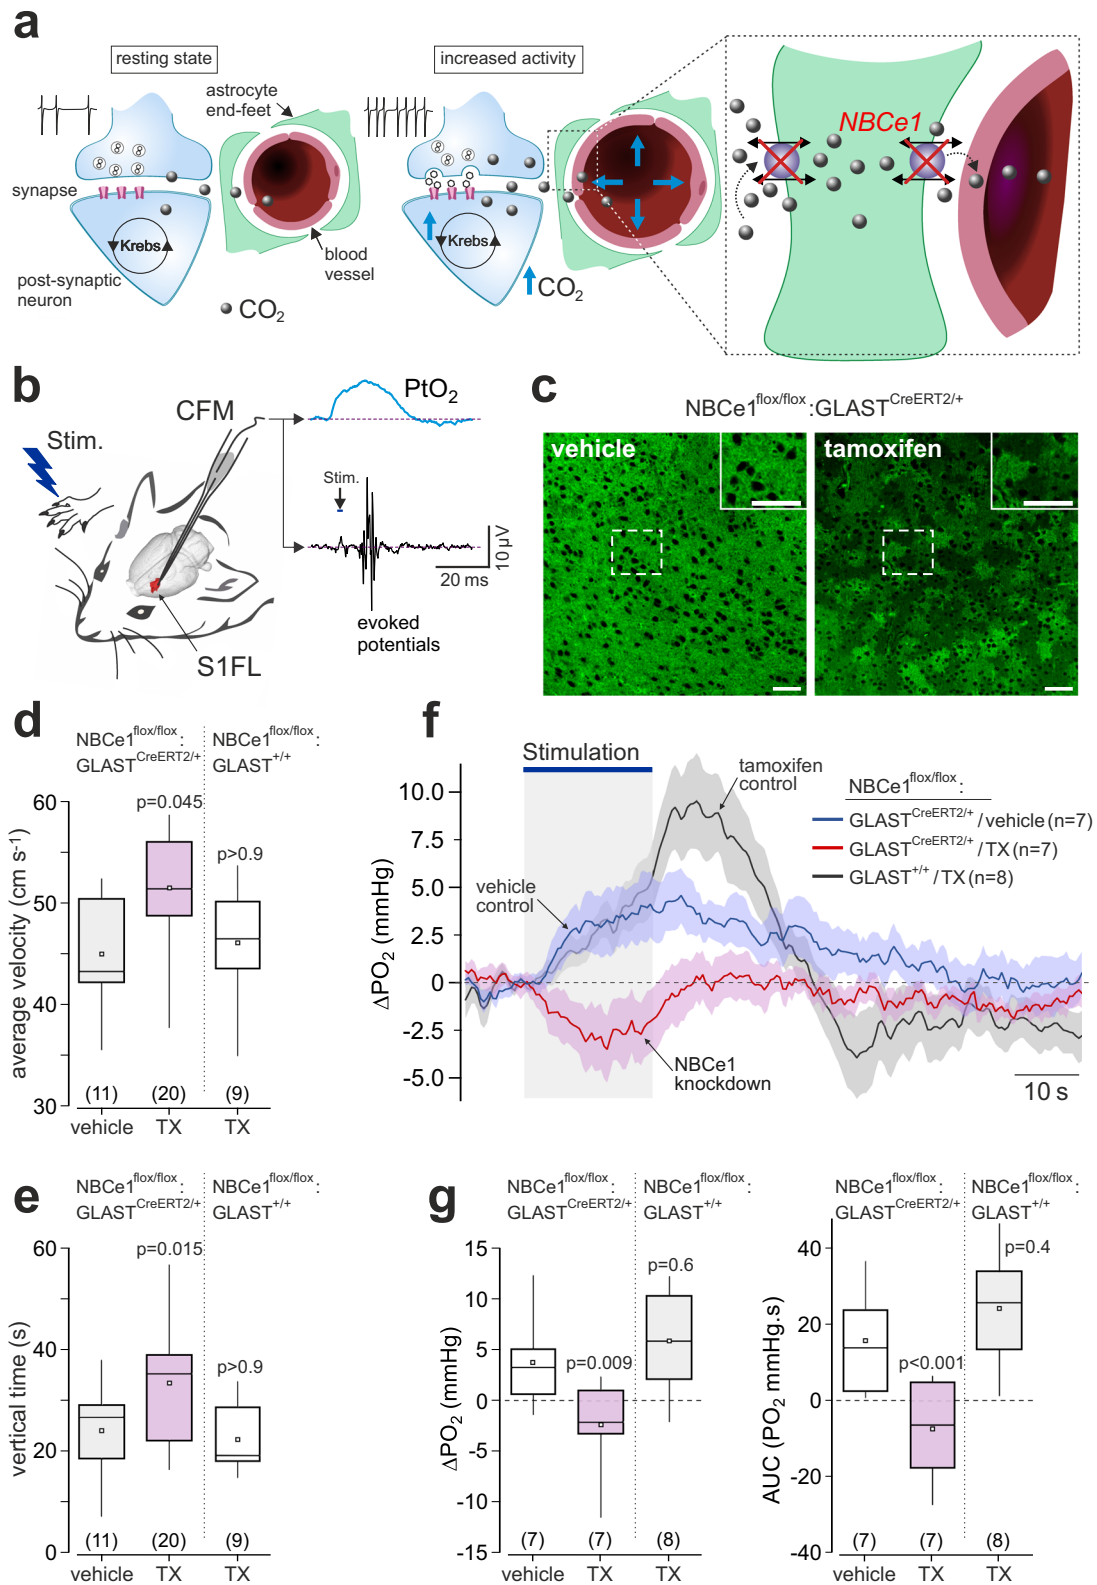 a
resting state
increased activity
astrocyte
end-feet
NBCe1
synapse
Krebs
Krebs
blood
vessel
post-synaptic
neuron
CO2
CO2
b
CFM
PtO2
Stim.
Stim.
10 µV
20 ms
evoked
potentials
S1FL
c
NBCe1flox/flox:GLASTCreERT2/+
vehicle
tamoxifen
d
NBCe1flox/flox:
GLASTCreERT2/+
NBCe1flox/flox:
GLAST+/+
average velocity (cm s-1)
60
50
40
30
p=0.045
p>0.9
(11)
(20)
(9)
vehicle
TX
TX
f
Stimulation
tamoxifen
control
NBCe1flox/flox:
GLASTCreERT2/+ / vehicle (n=7)
GLASTCreERT2/+ / TX (n=7)
GLAST+/+ / TX (n=8)
vehicle
control
ΔPO2 (mmHg)
10.0
7.5
5.0
2.5
0
-2.5
-5.0
NBCe1
knockdown
10 s
e
NBCe1flox/flox:
GLASTCreERT2/+
NBCe1flox/flox:
GLAST+/+
vertical time (s)
60
40
20
0
p=0.015
p>0.9
(11)
(20)
(9)
vehicle
TX
TX
g
NBCe1flox/flox:
GLASTCreERT2/+
NBCe1flox/flox:
GLAST+/+
ΔPO2 (mmHg)
15
10
5
0
-5
-10
-15
p=0.009
p=0.6
(7)
(7)
(8)
vehicle
TX
TX
NBCe1flox/flox:
GLASTCreERT2/+
NBCe1flox/flox:
GLAST+/+
AUC (PO2 mmHg.s)
40
20
0
-20
-40
p<0.001
p=0.4
(7)
(7)
(8)
vehicle
TX
TX